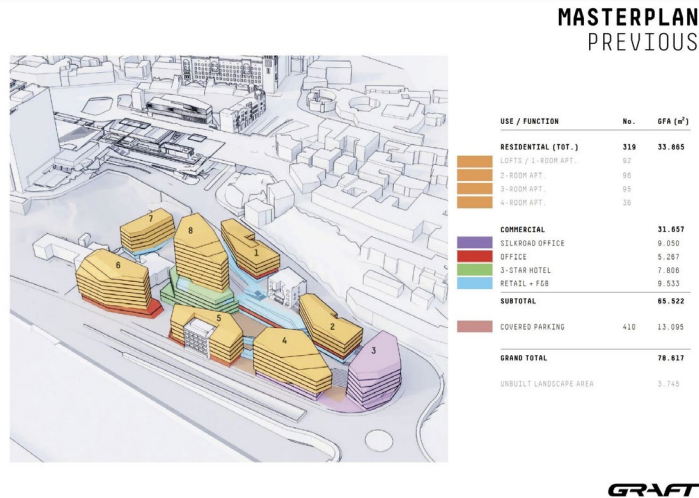 MASTERPLAN
PREVIOUS
USE / FUNCTION No. GFA (m²)
RESIDENTIAL (TOT.) 319 33.865
LOFTS / 1-ROOM APT. 92
2-ROOM APT. 96
3-ROOM APT. 95
4-ROOM APT. 36
COMMERCIAL 31.657
SILKROAD OFFICE 9.050
OFFICE 5.267
3-STAR HOTEL 7.806
RETAIL + F&B 9.533
SUBTOTAL 65.522
COVERED PARKING 410 13.095
GRAND TOTAL 78.617
UNBUILT LANDSCAPE AREA 3.745
7
8
1
6
5
2
4
3
GRAFT